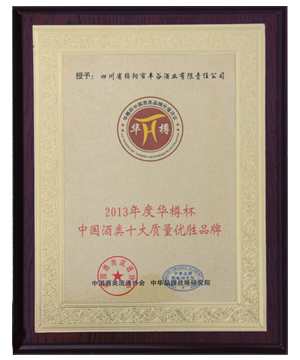 授予：四川省绵阳市丰谷酒业有限责任公司
华樽
2013年度华樽杯
中国酒类十大质量优胜品牌
中国酒类流通协会 中华品牌战略研究院